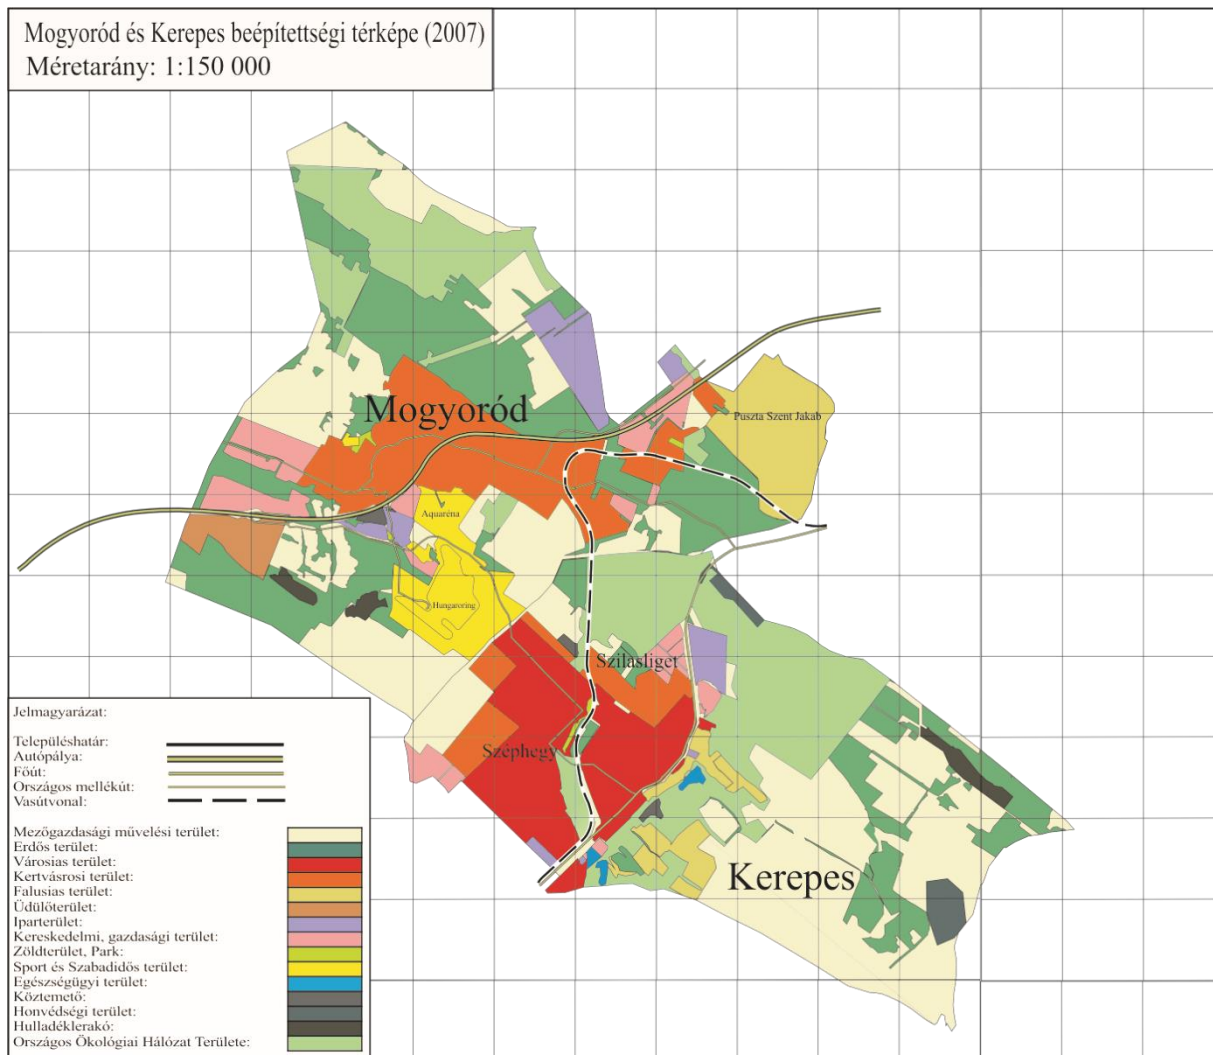 Mogyoród és Kerepes beépítettségi térképe (2007)
Méretarány: 1:150 000
Mogyoród
Puszta Szent Jakab
Aquaréna
Hungaroring
Szilasliget
Széphegy
Kerepes
Jelmagyarázat:
Településhatár:
Autópálya:
Főút:
Országos mellékút:
Vasútvonal:
Mezőgazdasági művelési terület:
Erdős terület:
Városias terület:
Kertvásrosi terület:
Falusias terület:
Üdülőterület:
Iparterület:
Kereskedelmi, gazdasági terület:
Zöldterület, Park:
Sport és Szabadidős terület:
Egészségügyi terület:
Köztemető:
Honvédségi terület:
Hulladéklerakó:
Országos Ökológiai Hálózat Területe: